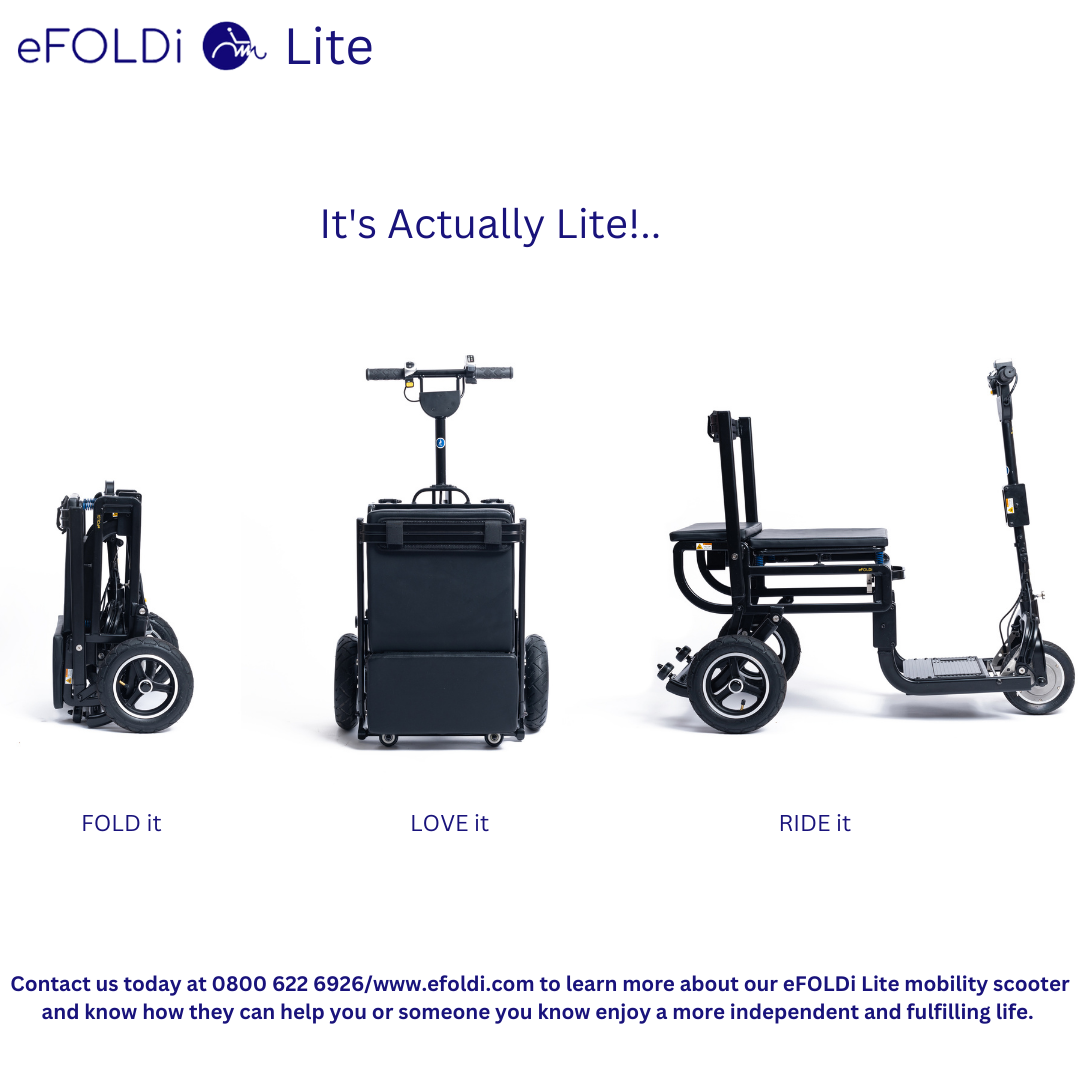 eFOLDi Lite
It's Actually Lite!..
eFOLDi
FOLD it
LOVE it
RIDE it
Contact us today at 0800 622 6926/www.efoldi.com to learn more about our eFOLDi Lite mobility scooter
and know how they can help you or someone you know enjoy a more independent and fulfilling life.